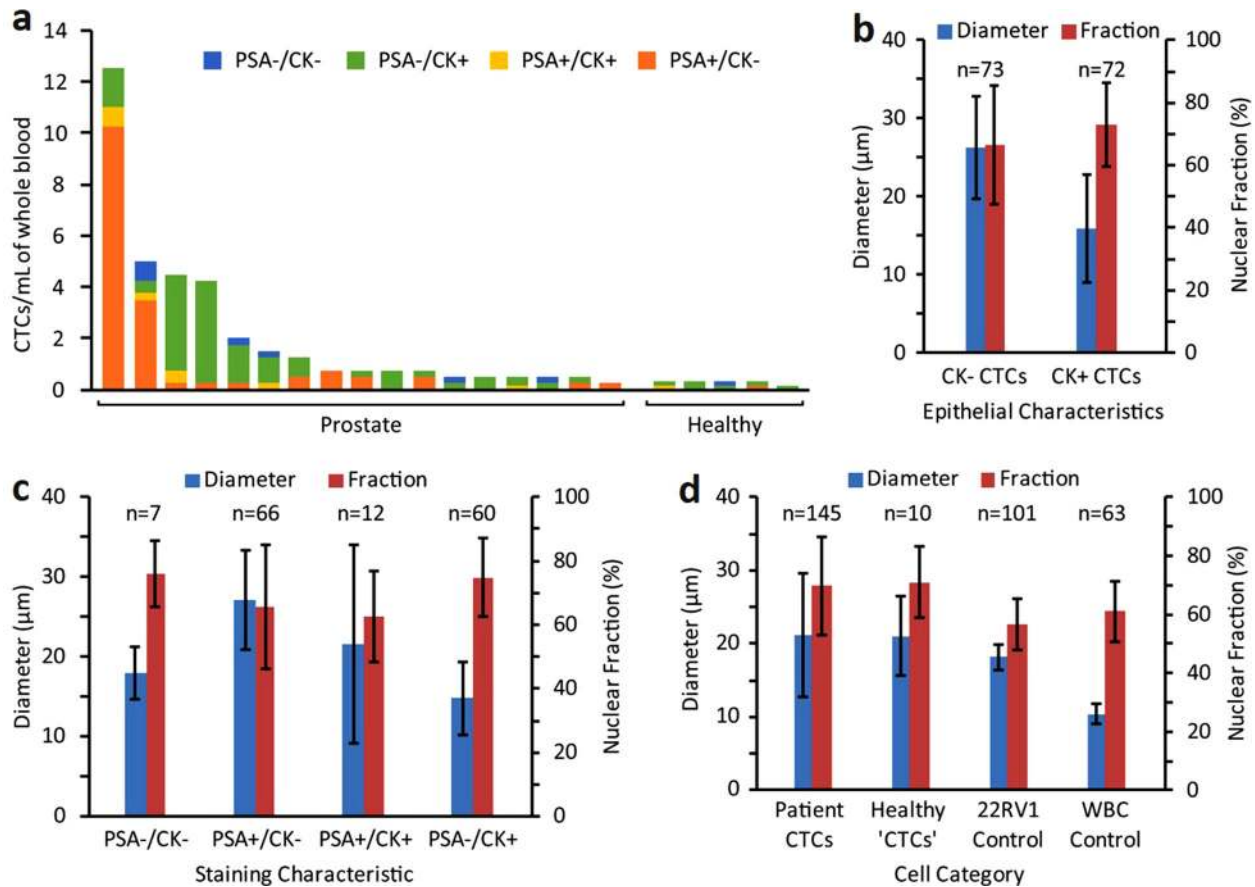 a
14
12
10
8
6
4
2
0
CTCs/mL of whole blood
PSA-/CK- PSA-/CK+ PSA+/CK+ PSA+/CK-
Prostate Healthy
b
Diameter Fraction
40
30
20
10
0
Diameter (μm)
n=73 n=72
100
80
60
40
20
0
Nuclear Fraction (%)
CK- CTCs CK+ CTCs
Epithelial Characteristics
c
Diameter Fraction
40
30
20
10
0
Diameter (μm)
n=7 n=66 n=12 n=60
100
80
60
40
20
0
Nuclear Fraction (%)
PSA-/CK- PSA+/CK- PSA+/CK+ PSA-/CK+
Staining Characteristic
d
Diameter Fraction
40
30
20
10
0
Diameter (μm)
n=145 n=10 n=101 n=63
100
80
60
40
20
0
Nuclear Fraction (%)
Patient Healthy 22RV1 WBC
CTCs 'CTCs' Control Control
Cell Category